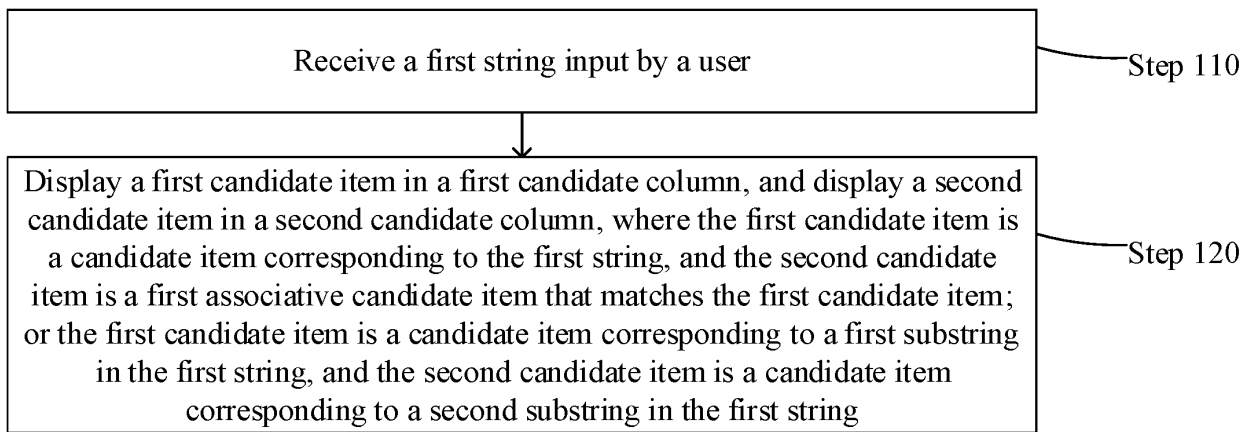 Receive a first string input by a user
Step 110
Display a first candidate item in a first candidate column, and display a second
candidate item in a second candidate column, where the first candidate item is
a candidate item corresponding to the first string, and the second candidate
item is a first associative candidate item that matches the first candidate item;
or the first candidate item is a candidate item corresponding to a first substring
in the first string, and the second candidate item is a candidate item
corresponding to a second substring in the first string
Step 120